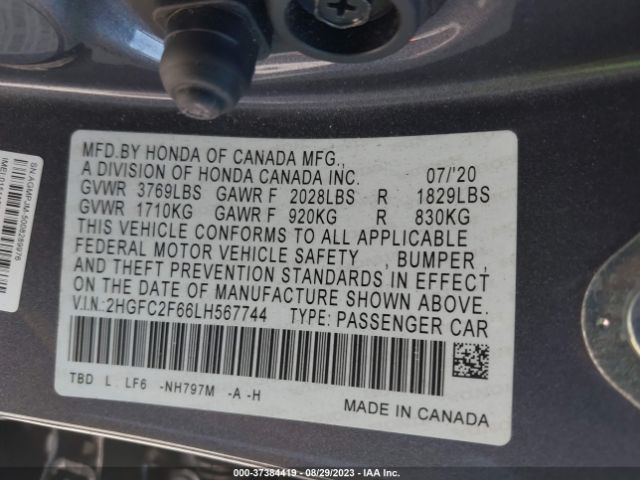 MFD.BY HONDA OF CANADA MFG.,
A DIVISION OF HONDA CANADA INC. 07/'20
GVWR 3769LBS GAWR F 2028LBS R 1829LBS
GVWR 1710KG GAWR F 920KG R 830KG
THIS VEHICLE CONFORMS TO ALL APPLICABLE
FEDERAL MOTOR VEHICLE SAFETY , BUMPER ,
AND THEFT PREVENTION STANDARDS IN EFFECT
ON THE DATE OF MANUFACTURE SHOWN ABOVE.
V.I.N.:2HGFC2F66LH567744 TYPE: PASSENGER CAR
TBD L LF6 -NH797M -A -H
MADE IN CANADA
000-37384419 - 08/29/2023 - IAA Inc.